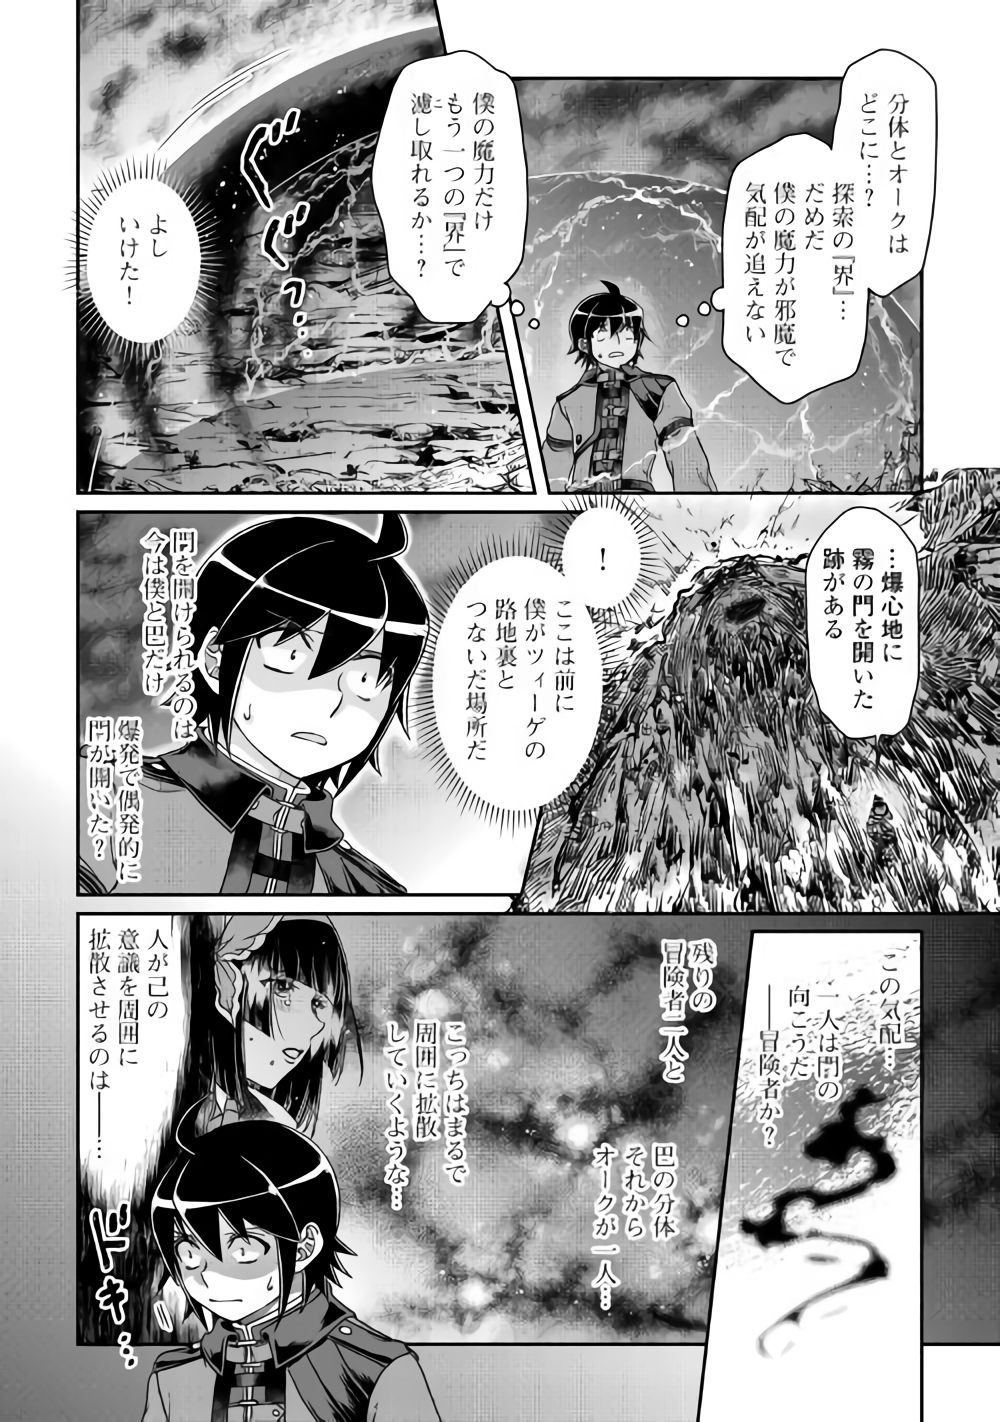 分体とオークは
どこに…?
探索の『界』…
だめだ
僕の魔力が邪魔で
気配が追えない
僕の魔力だけ
もう一つの『界』で
濾し取れるか…?
よし
いけた!
…爆心地に
霧の門を開いた
跡がある
!
ここは前に
僕がツィーゲの
路地裏と
つないだ場所だ
門を開けられるのは
今は僕と巴だけ
爆発で偶発的に
門が開いた?
この気配…
一人は門の
向こうだ
――冒険者か?
残りの
冒険者二人と
巴の分体
それから
オークが一人…
こっちはまるで
周囲に拡散
していくような…
人が己の
意識を周囲に
拡散させるのは――…
ドキ…